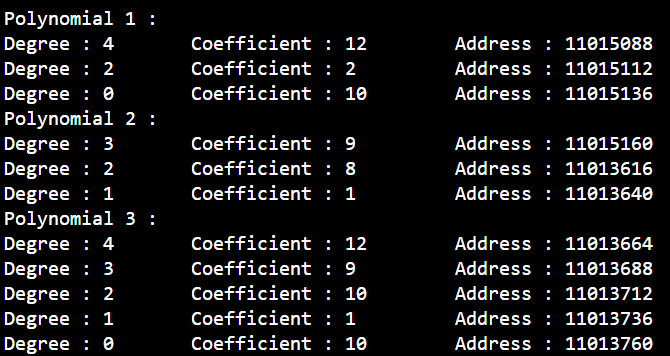 Polynomial 1 :
Degree : 4 Coefficient : 12 Address : 11015088
Degree : 2 Coefficient : 2 Address : 11015112
Degree : 0 Coefficient : 10 Address : 11015136
Polynomial 2 :
Degree : 3 Coefficient : 9 Address : 11015160
Degree : 2 Coefficient : 8 Address : 11013616
Degree : 1 Coefficient : 1 Address : 11013640
Polynomial 3 :
Degree : 4 Coefficient : 12 Address : 11013664
Degree : 3 Coefficient : 9 Address : 11013688
Degree : 2 Coefficient : 10 Address : 11013712
Degree : 1 Coefficient : 1 Address : 11013736
Degree : 0 Coefficient : 10 Address : 11013760